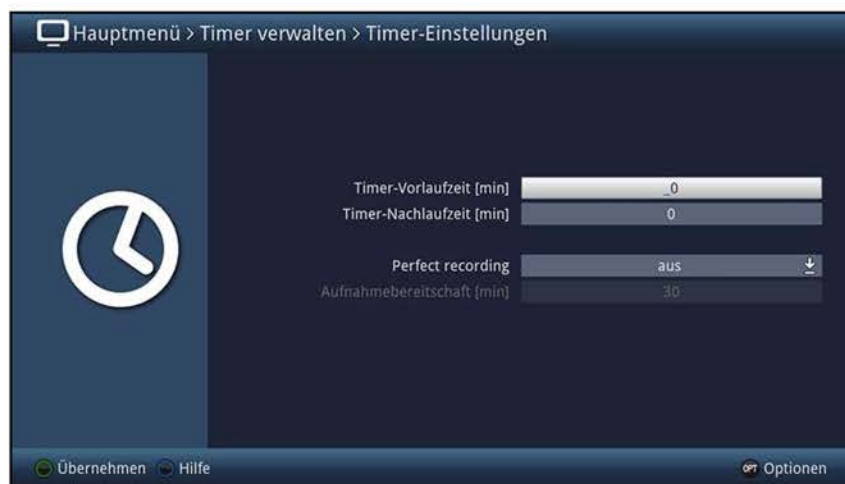 Hauptmenü > Timer verwalten > Timer-Einstellungen
Timer-Vorlaufzeit [min] _0
Timer-Nachlaufzeit [min] 0
Perfect recording aus
Aufnahmebereitschaft [min] 30
Übernehmen Hilfe OPT Optionen